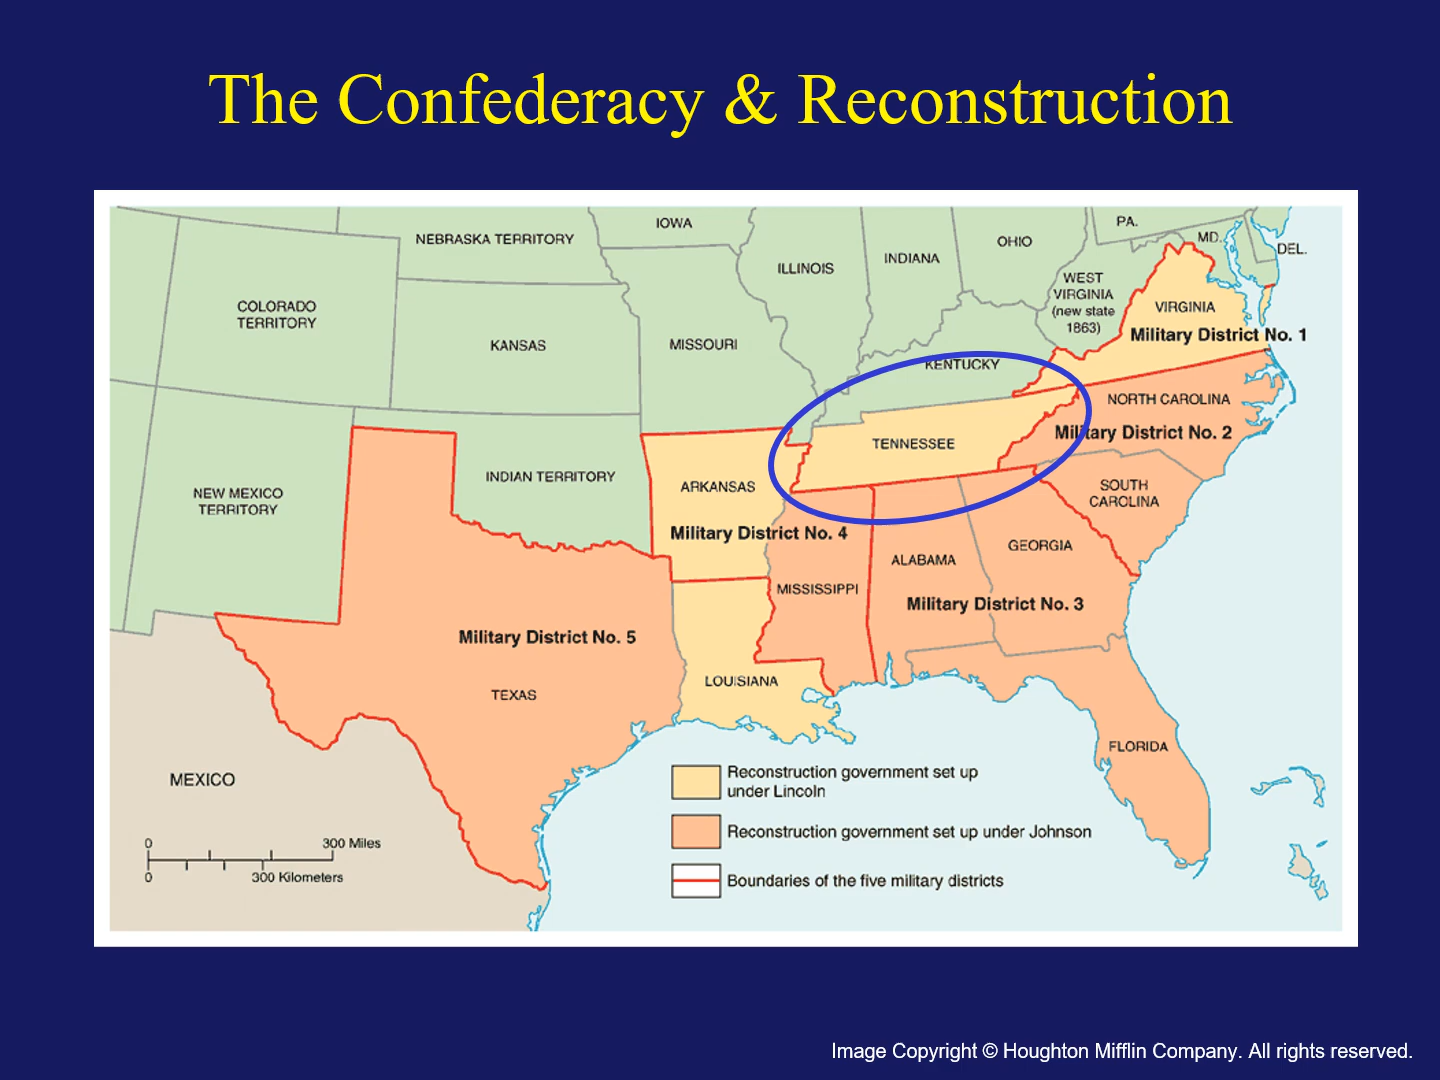 The Confederacy & Reconstruction
IOWA
NEBRASKA TERRITORY
OHIO
PA.
MD.
DEL.
INDIANA
ILLINOIS
WEST
VIRGINIA
(new state
1863)
COLORADO
TERRITORY
VIRGINIA
Military District No. 1
KANSAS
MISSOURI
KENTUCKY
NORTH CAROLINA
Military District No. 2
TENNESSEE
INDIAN TERRITORY
ARKANSAS
NEW MEXICO
TERRITORY
SOUTH
CAROLINA
Military District No. 4
GEORGIA
ALABAMA
MISSISSIPPI
Military District No. 3
Military District No. 5
LOUISIANA
TEXAS
FLORIDA
MEXICO
Reconstruction government set up
under Lincoln
Reconstruction government set up under Johnson
Boundaries of the five military districts
0 300 Miles
0 300 Kilometers
Image Copyright © Houghton Mifflin Company. All rights reserved.